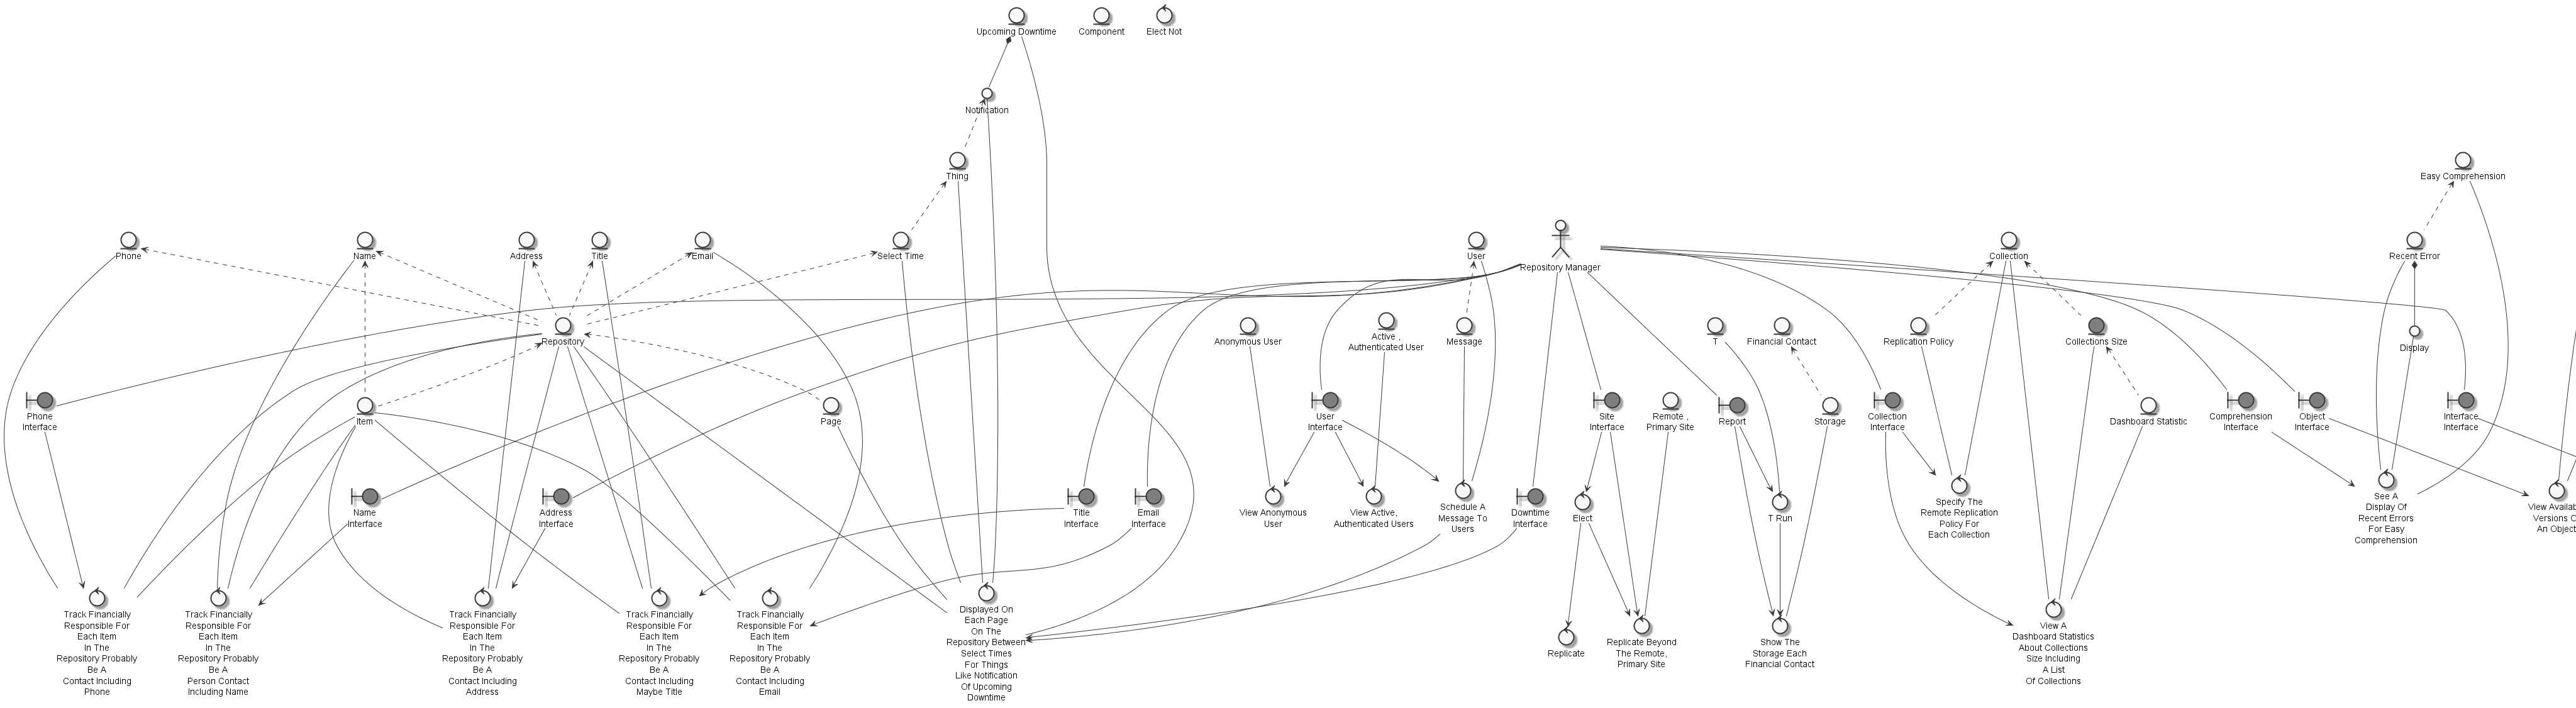 Upcoming Downtime
Component
Elect Not
Notification
Thing
Easy Comprehension
Phone
Name
Address
Title
Email
Select Time
User
Repository Manager
Collection
Recent Error
Repository
Anonymous User
Active ,
Authenticated User
Message
T
Financial Contact
Replication Policy
Collections Size
Display
Phone
Interface
Item
Page
User
Interface
Site
Interface
Remote ,
Primary Site
Report
Storage
Collection
Interface
Dashboard Statistic
Comprehension
Interface
Object
Interface
Interface
Interface
Name
Interface
Address
Interface
Title
Interface
Email
Interface
View Anonymous
User
View Active,
Authenticated Users
Schedule A
Message To
Users
Downtime
Interface
Elect
T Run
Specify The
Remote Replication
Policy For
Each Collection
See A
Display Of
Recent Errors
For Easy
Comprehension
View Availab
Versions O
An Object
Track Financially
Responsible For
Each Item
In The
Repository Probably
Be A
Contact Including
Phone
Track Financially
Responsible For
Each Item
In The
Repository Probably
Be A
Person Contact
Including Name
Track Financially
Responsible For
Each Item
In The
Repository Probably
Be A
Contact Including
Address
Track Financially
Responsible For
Each Item
In The
Repository Probably
Be A
Contact Including
Maybe Title
Track Financially
Responsible For
Each Item
In The
Repository Probably
Be A
Contact Including
Email
Displayed On
Each Page
On The
Repository Between
Select Times
For Things
Like Notification
Of Upcoming
Downtime
Replicate
Replicate Beyond
The Remote,
Primary Site
Show The
Storage Each
Financial Contact
View A
Dashboard Statistics
About Collections
Size Including
A List
Of Collections